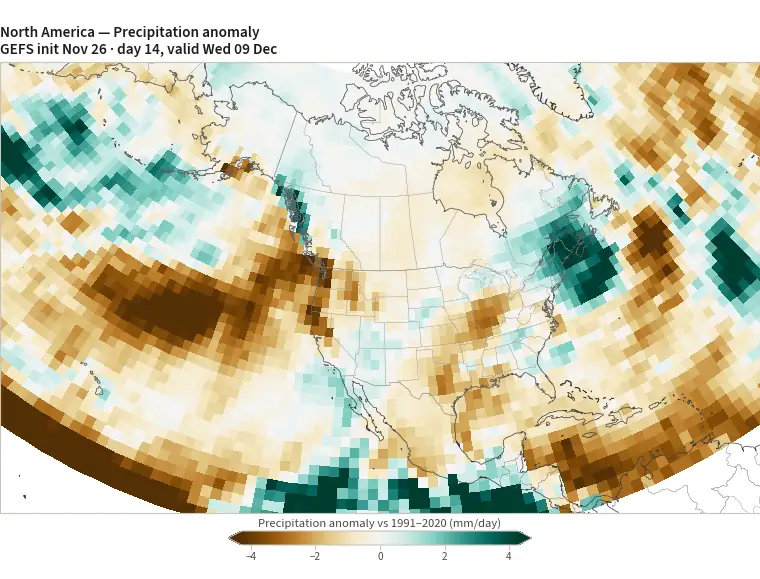 North America — Precipitation anomaly
GEFS init Nov 26 · day 14, valid Wed 09 Dec
Precipitation anomaly vs 1991–2020 (mm/day)
−4 −2 0 2 4